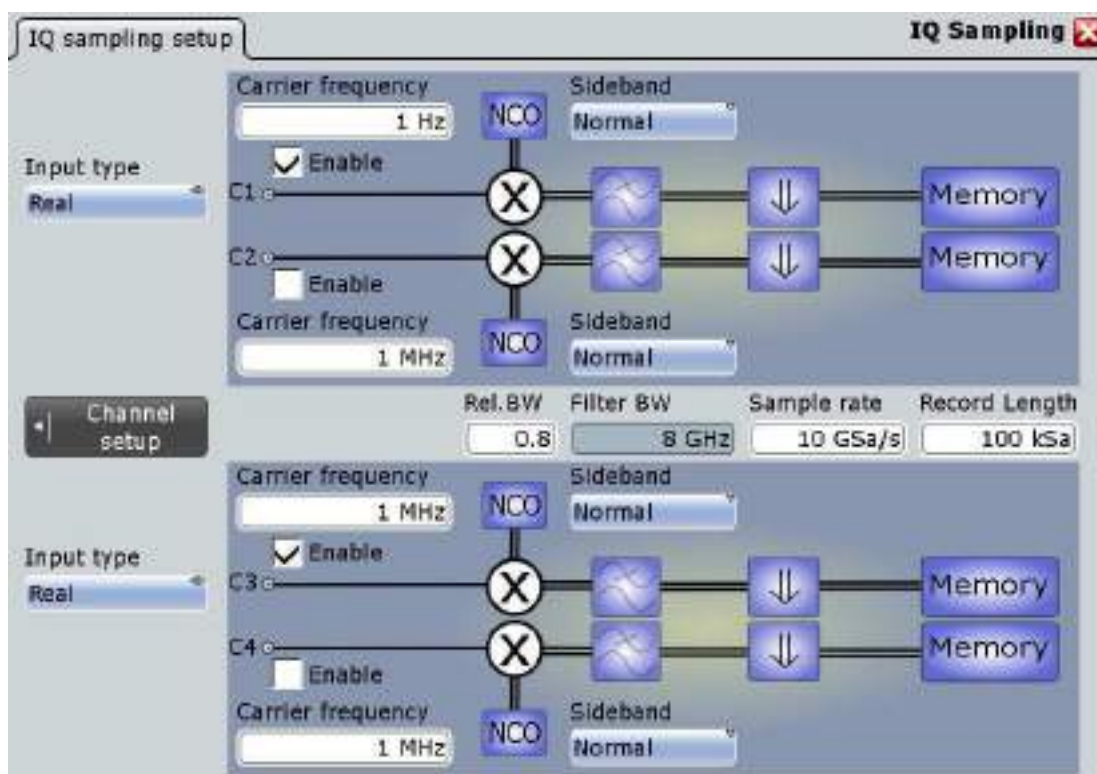 IQ sampling setup
IQ Sampling
Carrier frequency
Sideband
1 Hz
NCO
Normal
Enable
Input type
Real
C1
X
⇓
Memory
C2
X
⇓
Memory
Enable
Carrier frequency
Sideband
1 MHz
NCO
Normal
Channel
setup
Rel.BW
Filter BW
Sample rate
Record Length
0.8
8 GHz
10 GSa/s
100 kSa
Carrier frequency
Sideband
1 MHz
NCO
Normal
Enable
Input type
Real
C3
X
⇓
Memory
C4
X
⇓
Memory
Enable
Carrier frequency
Sideband
1 MHz
NCO
Normal